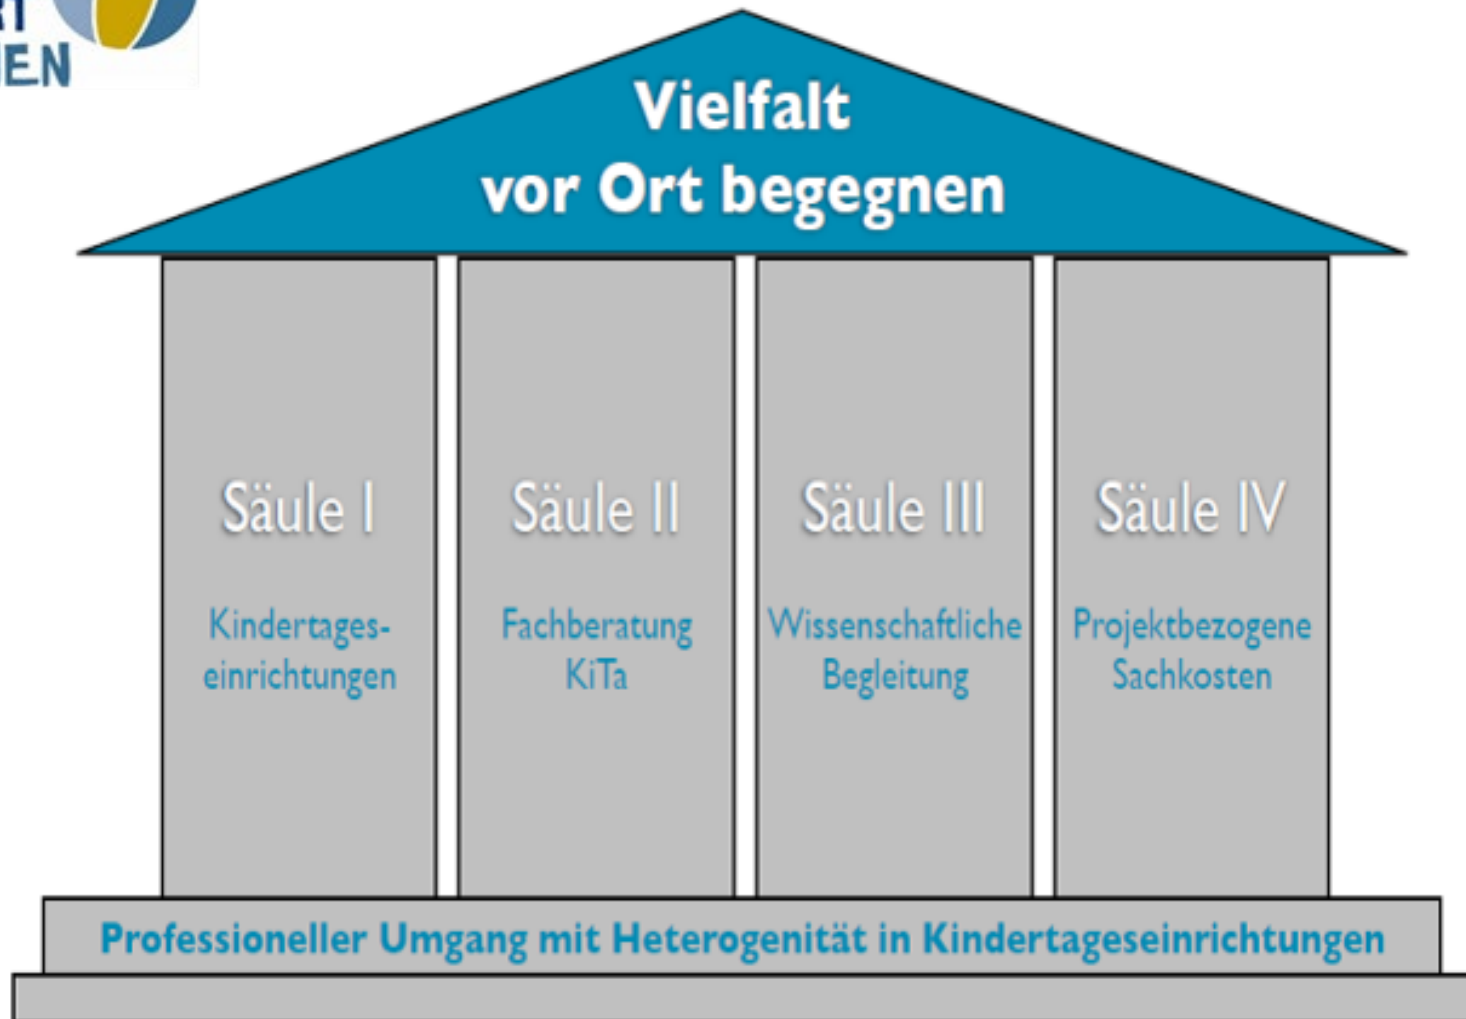 EN
Vielfalt
vor Ort begegnen
Säule I
Kindertages-
einrichtungen
Säule II
Fachberatung
KiTa
Säule III
Wissenschaftliche
Begleitung
Säule IV
Projektbezogene
Sachkosten
Professioneller Umgang mit Heterogenität in Kindertageseinrichtungen